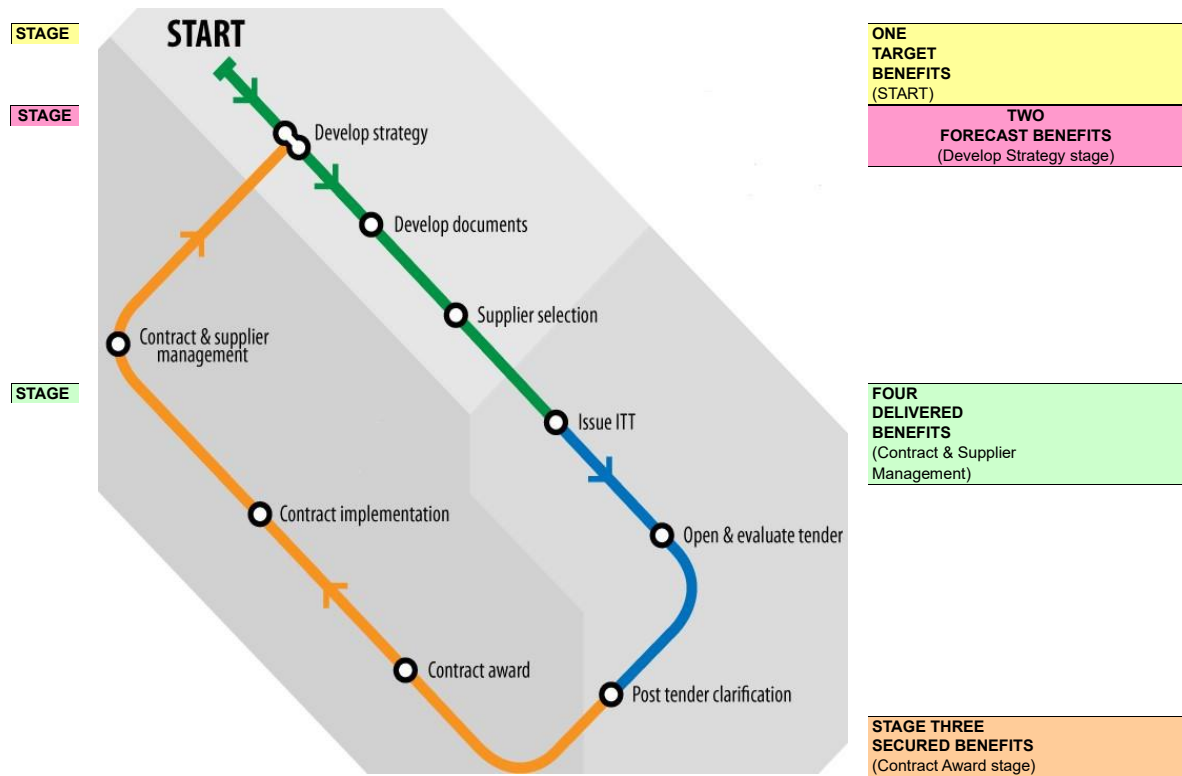 STAGE
START
ONE
TARGET
BENEFITS
(START)
STAGE
TWO
FORECAST BENEFITS
(Develop Strategy stage)
Develop strategy
Develop documents
Supplier selection
Contract & supplier
management
STAGE
FOUR
DELIVERED
BENEFITS
(Contract & Supplier
Management)
Issue ITT
Contract implementation
Open & evaluate tender
Contract award
Post tender clarification
STAGE THREE
SECURED BENEFITS
(Contract Award stage)